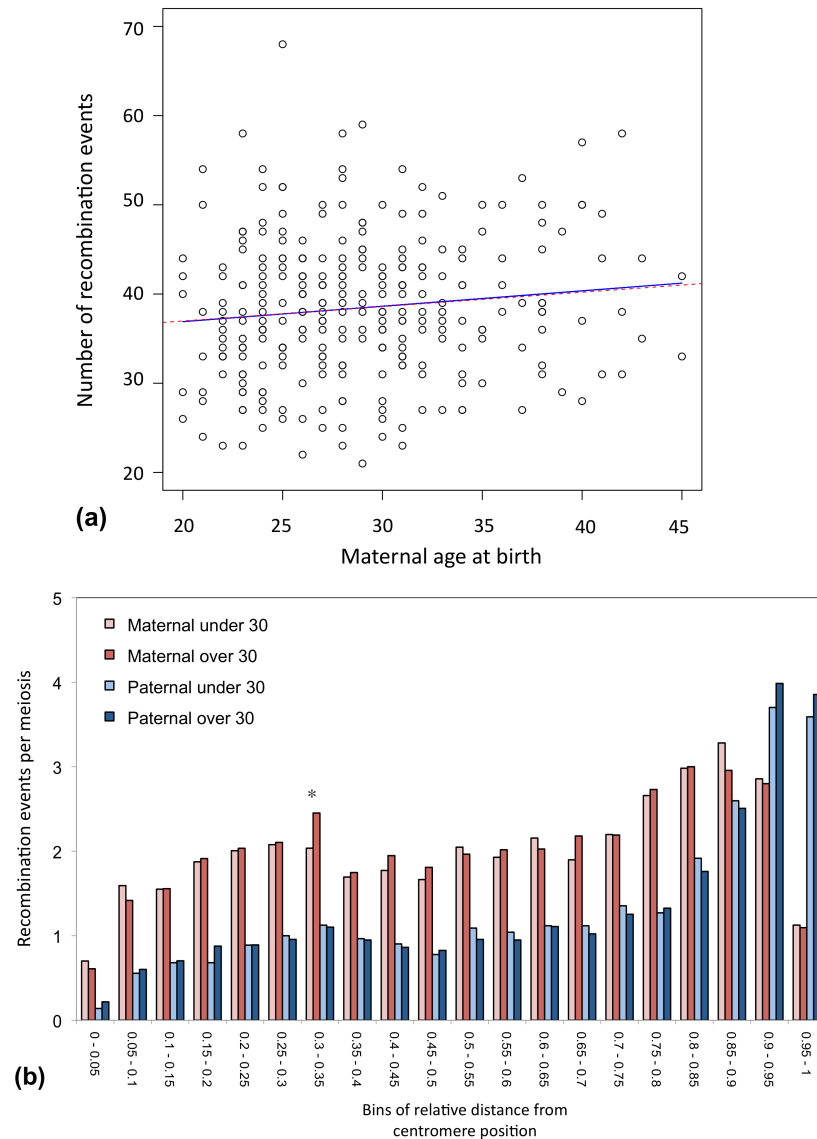 70
60
50
40
30
20
Number of recombination events
20 25 30 35 40 45
Maternal age at birth
(a)
5
4
3
2
1
0
Recombination events per meiosis
Maternal under 30
Maternal over 30
Paternal under 30
Paternal over 30
*
0 - 0.05
0.05 - 0.1
0.1 - 0.15
0.15 - 0.2
0.2 - 0.25
0.25 - 0.3
0.3 - 0.35
0.35 - 0.4
0.4 - 0.45
0.45 - 0.5
0.5 - 0.55
0.55 - 0.6
0.6 - 0.65
0.65 - 0.7
0.7 - 0.75
0.75 - 0.8
0.8 - 0.85
0.85 - 0.9
0.9 - 0.95
0.95 - 1
(b)
Bins of relative distance from
centromere position